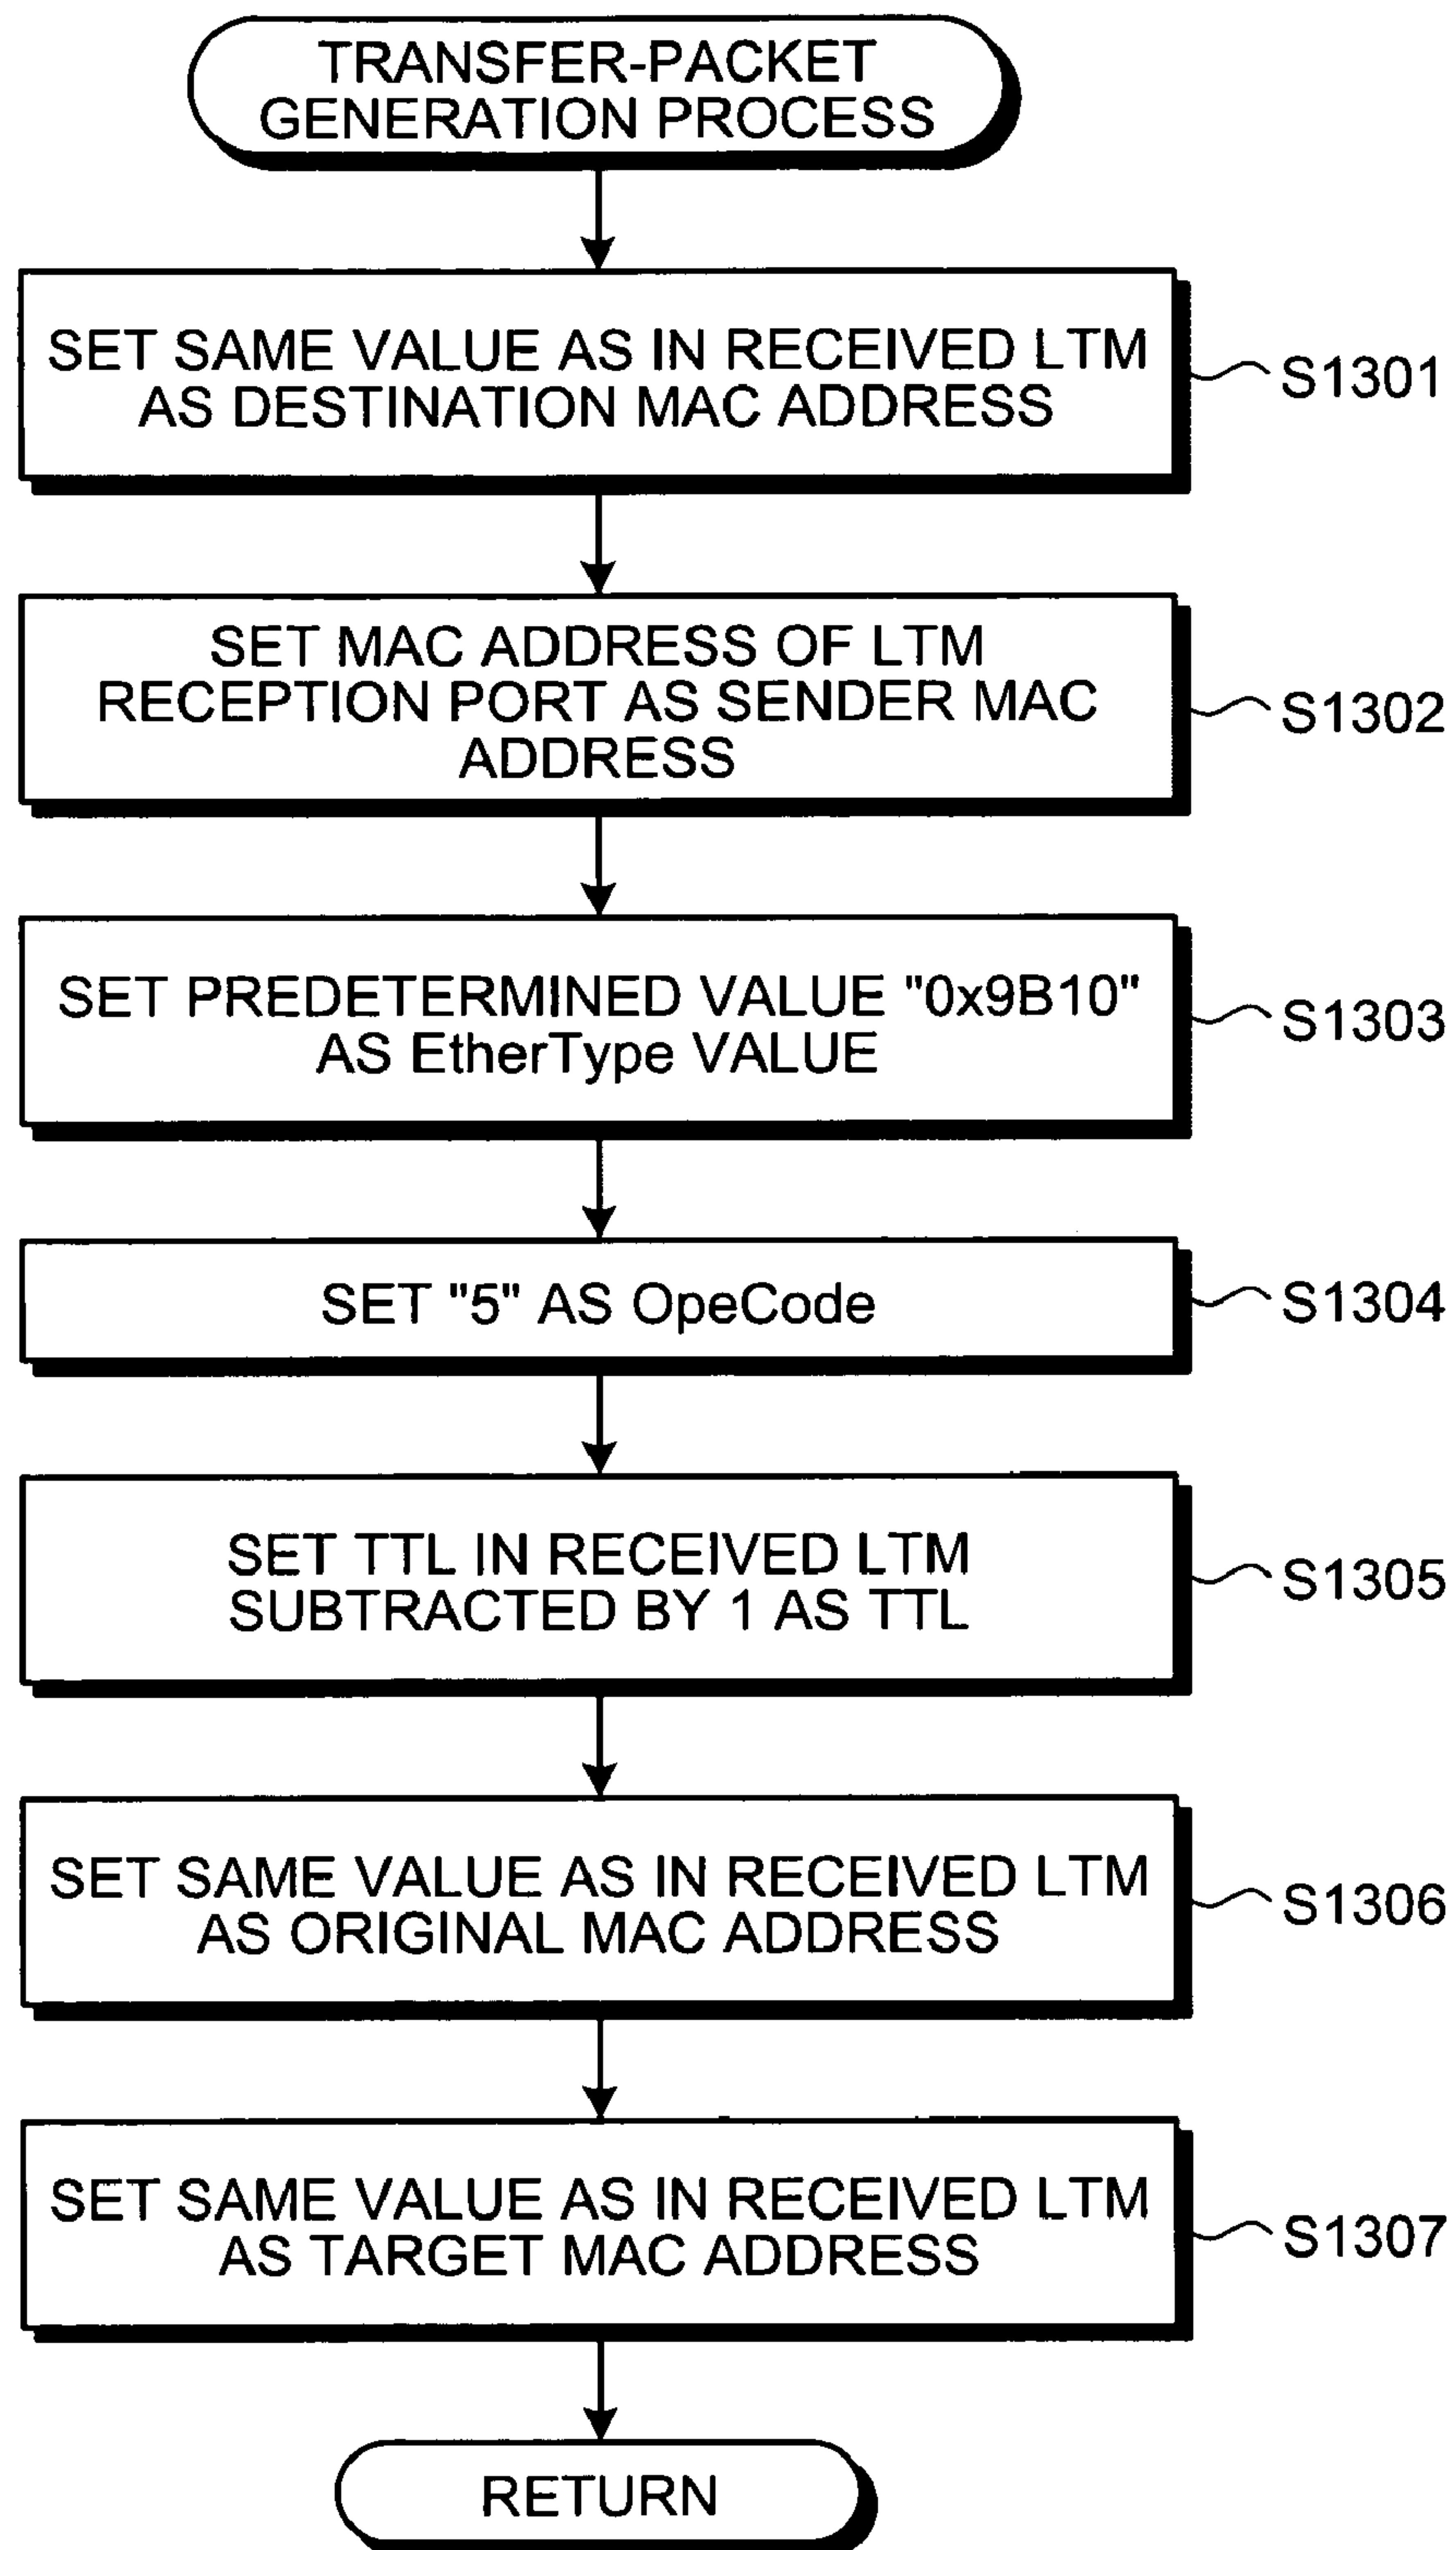 TRANSFER-PACKET
GENERATION PROCESS
SET SAME VALUE AS IN RECEIVED LTM
AS DESTINATION MAC ADDRESS
S1301
SET MAC ADDRESS OF LTM
RECEPTION PORT AS SENDER MAC
ADDRESS
S1302
SET PREDETERMINED VALUE "0x9B10"
AS EtherType VALUE
S1303
SET "5" AS OpeCode
S1304
SET TTL IN RECEIVED LTM
SUBTRACTED BY 1 AS TTL
S1305
SET SAME VALUE AS IN RECEIVED LTM
AS ORIGINAL MAC ADDRESS
S1306
SET SAME VALUE AS IN RECEIVED LTM
AS TARGET MAC ADDRESS
S1307
RETURN